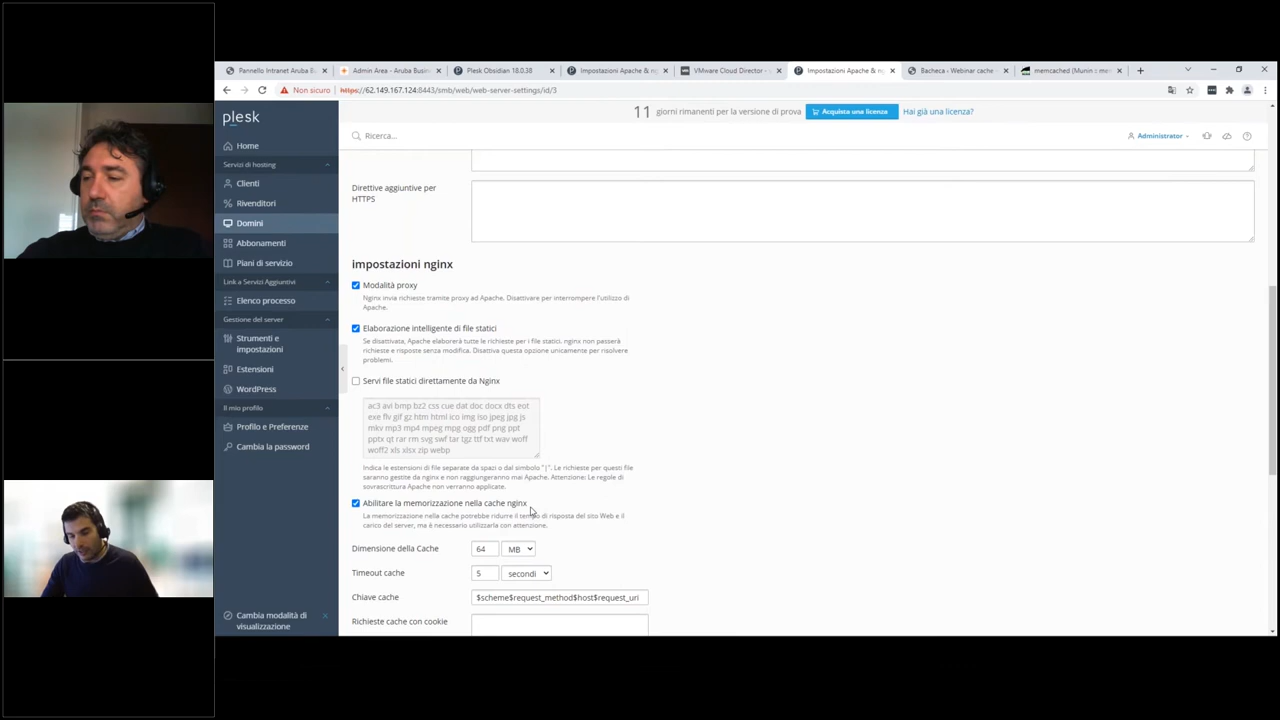 Pannello Intranet Aruba Bu
Admin Area - Aruba Busin
Plesk Obsidian 18.0.38
Impostazioni Apache & ng
VMware Cloud Director -
Impostazioni Apache & ng
Bacheca ‹ Webinar cache
memcached (Munin :: mem
Non sicuro
https://62.149.167.124:8443/smb/web/web-server-settings/id/3
plesk
11 giorni rimanenti per la versione di prova
Acquista una licenza
Hai già una licenza?
Ricerca...
Administrator
Home
Servizi di hosting
Clienti
Rivenditori
Domini
Abbonamenti
Plani di servizio
Link a Servizi Aggiuntivi
Elenco processo
Gestione del server
Strumenti e
impostazioni
Estensioni
WordPress
Il mio profilo
Profilo e Preferenze
Cambia la password
Cambia modalità di
visualizzazione
Direttive aggiuntive per
HTTPS
impostazioni nginx
Modalità proxy
Nginx invia richieste tramite proxy ad Apache. Disattivare per interrompere l'utilizzo di
Apache.
Elaborazione intelligente di file statici
Se disattivata, Apache elaborerà tutte le richieste per i file statici. nginx non passerà
richieste e risposte senza modifica. Disattiva questa opzione unicamente per risolvere
problemi.
Servi file statici direttamente da Nginx
ac3 avi bmp bz2 css cue dat doc docx dts eot
exe flv gif gz htm html ico img iso jpeg jpg js
mkv mp3 mp4 mpeg mpg ogg pdf png ppt
pptx qt rar rm svg swf tar tgz ttf txt wav woff
woff2 xls xlsx zip webp
Indica le estensioni di file separate da spazi o dal simbolo "|". Le richieste per questi file
saranno gestite da nginx e non raggiungeranno mai Apache. Attenzione: Le regole di
sovrascrittura Apache non verranno applicate.
Abilitare la memorizzazione nella cache nginx
La memorizzazione nella cache potrebbe ridurre il tempo di risposta del sito Web e il
carico del server, ma è necessario utilizzarla con attenzione.
Dimensione della Cache
64
MB
Timeout cache
5
secondi
Chiave cache
$scheme$request_method$host$request_uri
Richieste cache con cookie